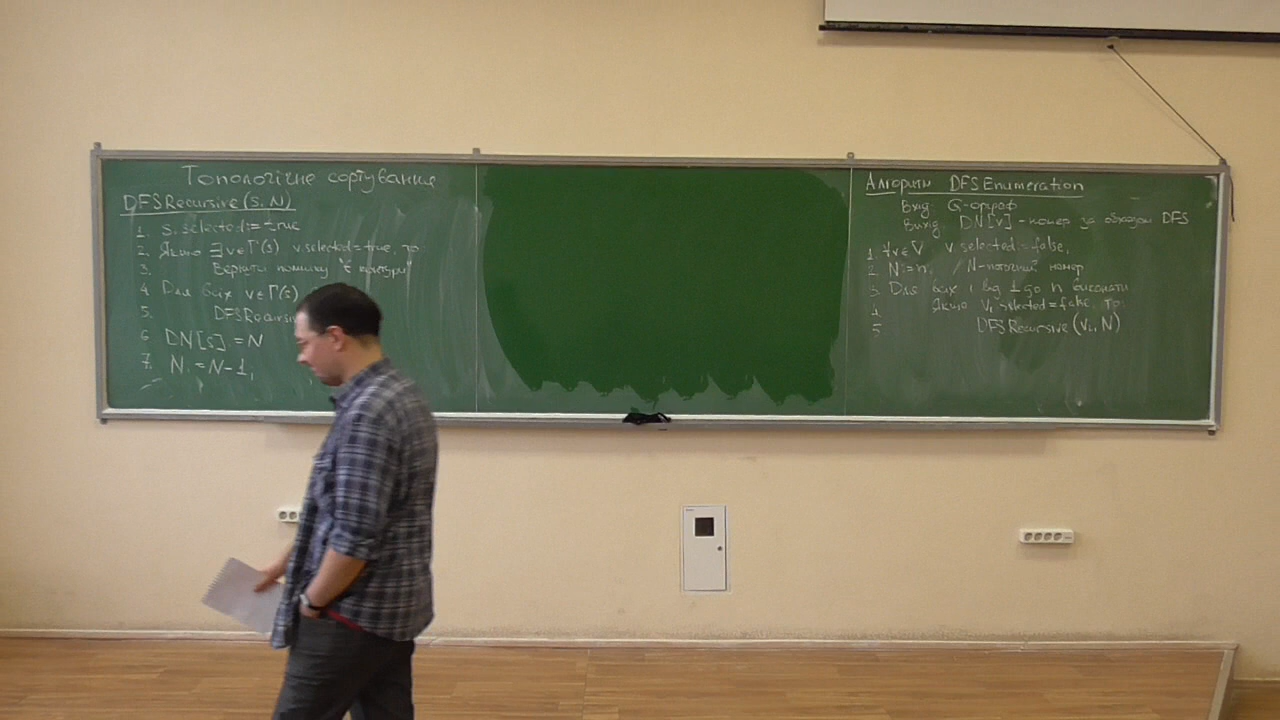 Топологічне сортування
DFSRecursive(S, N)
1. S.selected:=true
2. Якщо ∃v∈Γ(s) v.selected=true, то
3. Вернути помилку "є контури"
4. Для всіх v∈Γ(s)
5. DFSRecursiv
6. DN[s]=N
7. N:=N-1;
Алгоритм DFSEnumeration
Вхід: G-орграф
Вихід: DN[v] - номер за обходом DFS
1. ∀v∈V v.selected:=false;
2. N:=n; // N-поточний номер
3. Для всіх i від 1 до n виконати
4. Якщо vi.selected=false, то:
5. DFSRecursive(vi, N)